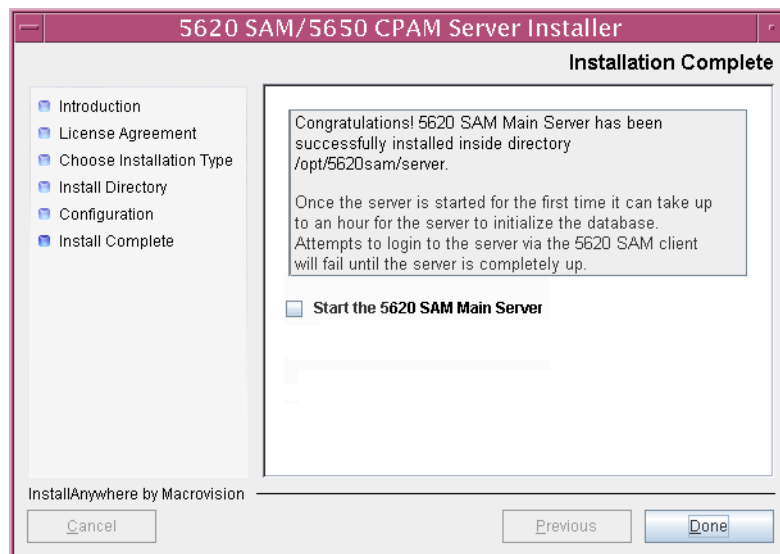 5620 SAM/5650 CPAM Server Installer
Installation Complete
Introduction
License Agreement
Choose Installation Type
Install Directory
Configuration
Install Complete
Congratulations! 5620 SAM Main Server has been
successfully installed inside directory
/opt/5620sam/server.
Once the server is started for the first time it can take up
to an hour for the server to initialize the database.
Attempts to login to the server via the 5620 SAM client
will fail until the server is completely up.
Start the 5620 SAM Main Server
InstallAnywhere by Macrovision
Cancel
Previous
Done